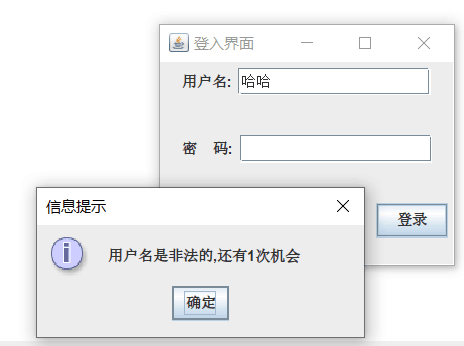 登入界面
用户名: 哈哈
密 码:
登录
信息提示
用户名是非法的,还有1次机会
确定